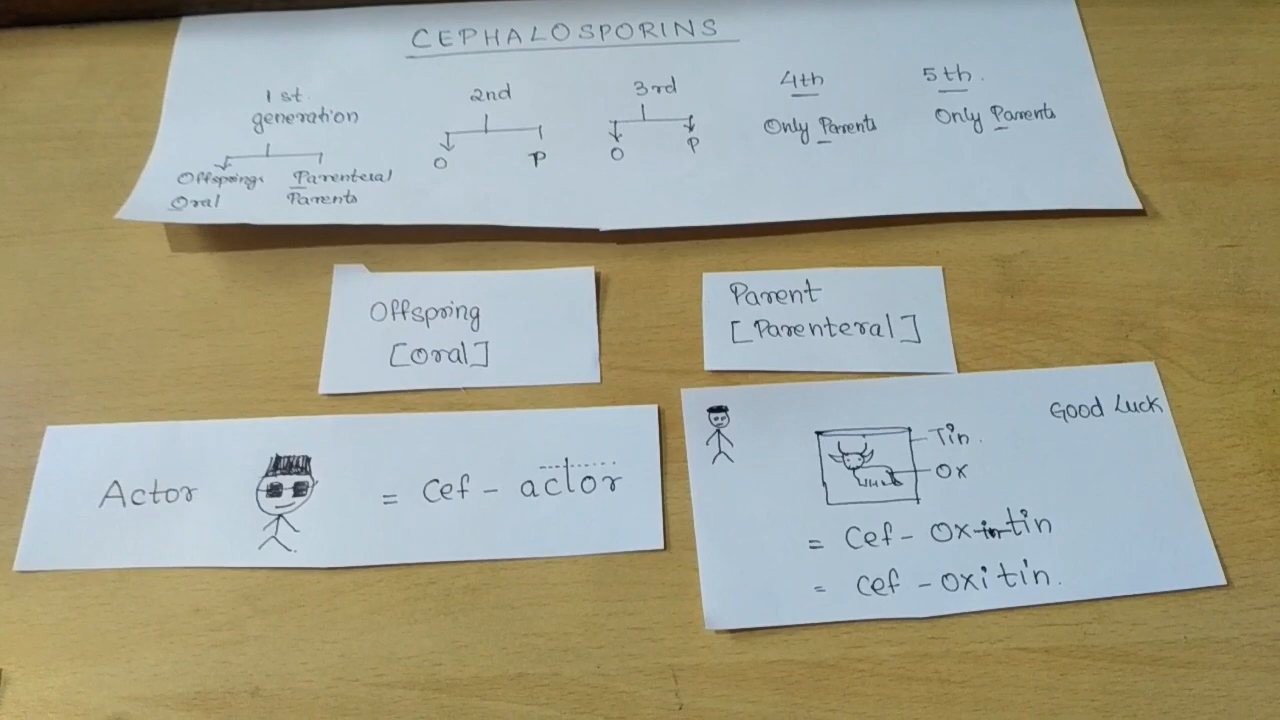 CEPHALOSPORINS
1st.
generation
Offsprings
Oral
Parenteral
Parents
2nd
O
P
3rd
O
P
4th
Only Parents
5th.
Only Parents
Offspring
[Oral]
Parent
[Parenteral]
Actor
= Cef - actor
Good Luck
Tin.
OX
= Cef - Ox-in-tin
= Cef - oxitin.